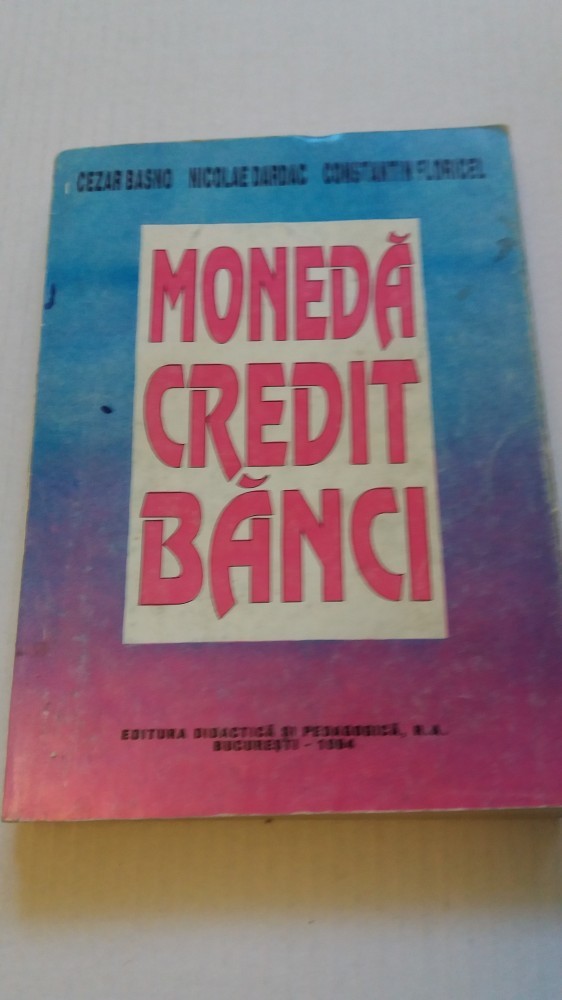 CEZAR BASNO NICOLAE DARDAC CONSTANTIN FLORICEL
MONEDĂ
CREDIT
BĂNCI
EDITURA DIDACTICĂ ȘI PEDAGOGICĂ, R.A.
BUCUREȘTI - 1994